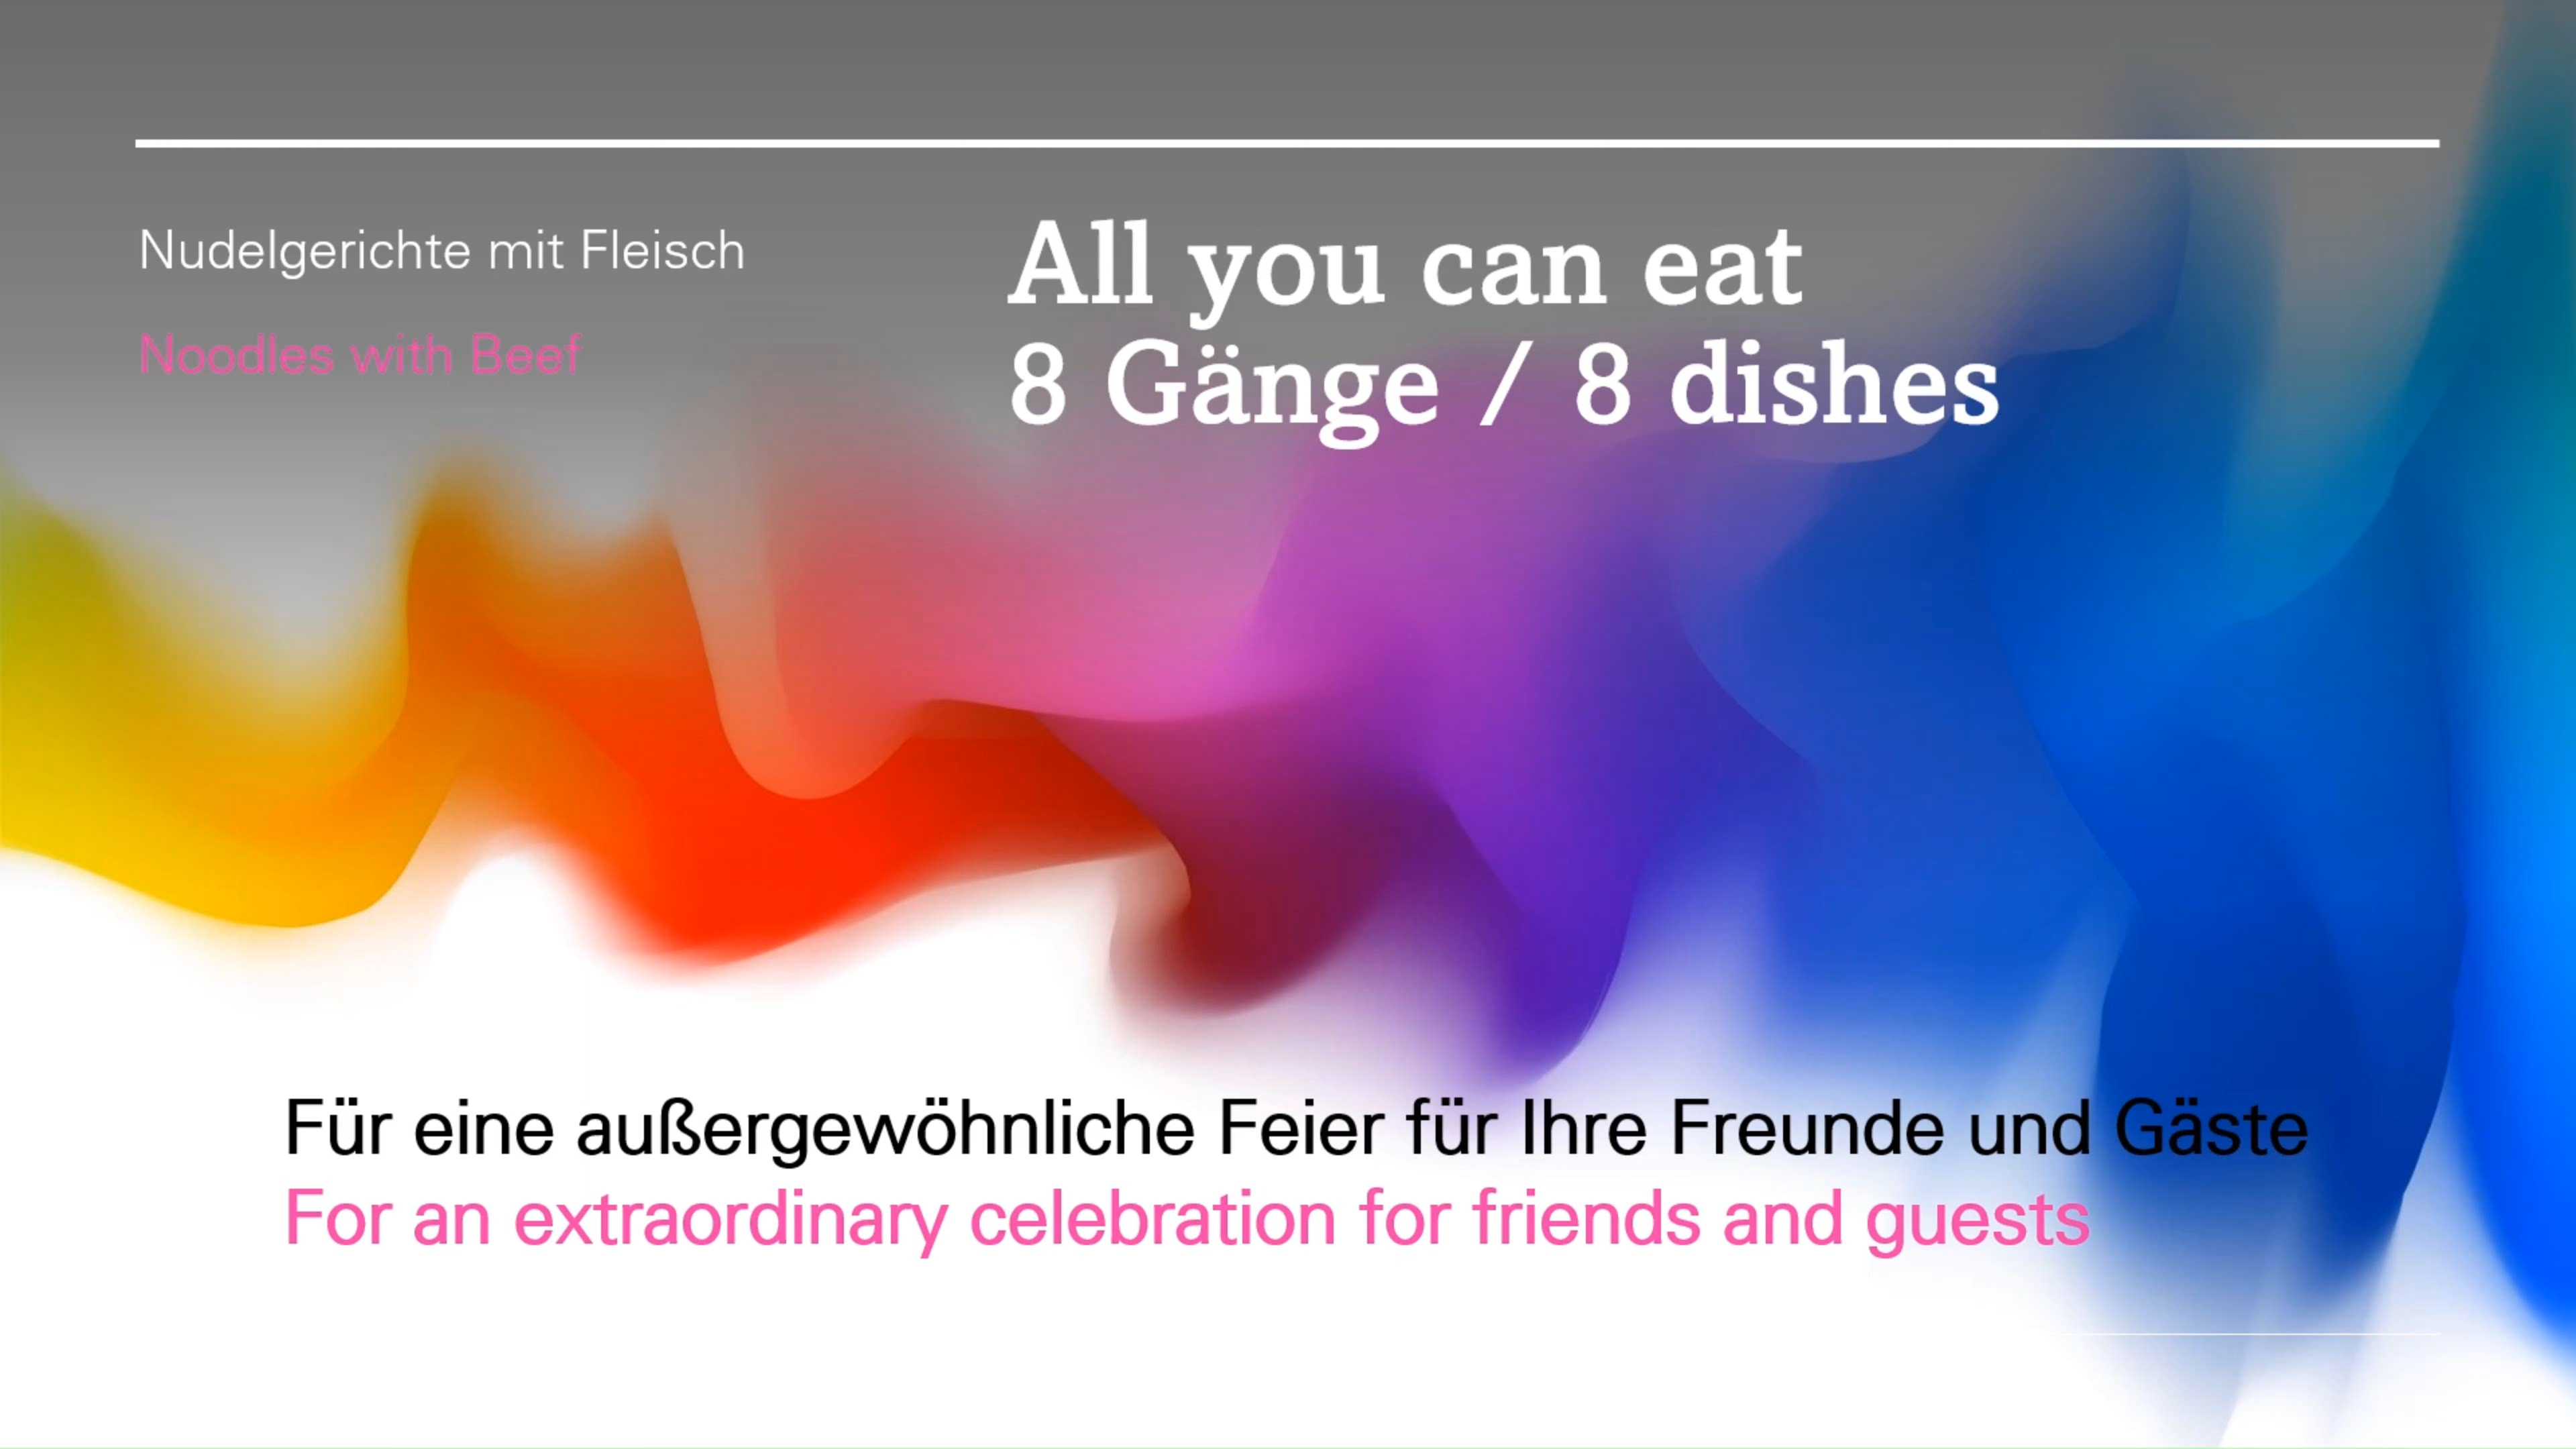 Nudelgerichte mit Fleisch
Noodles with Beef
All you can eat
8 Gänge / 8 dishes
Für eine außergewöhnliche Feier für Ihre Freunde und Gäste
For an extraordinary celebration for friends and guests